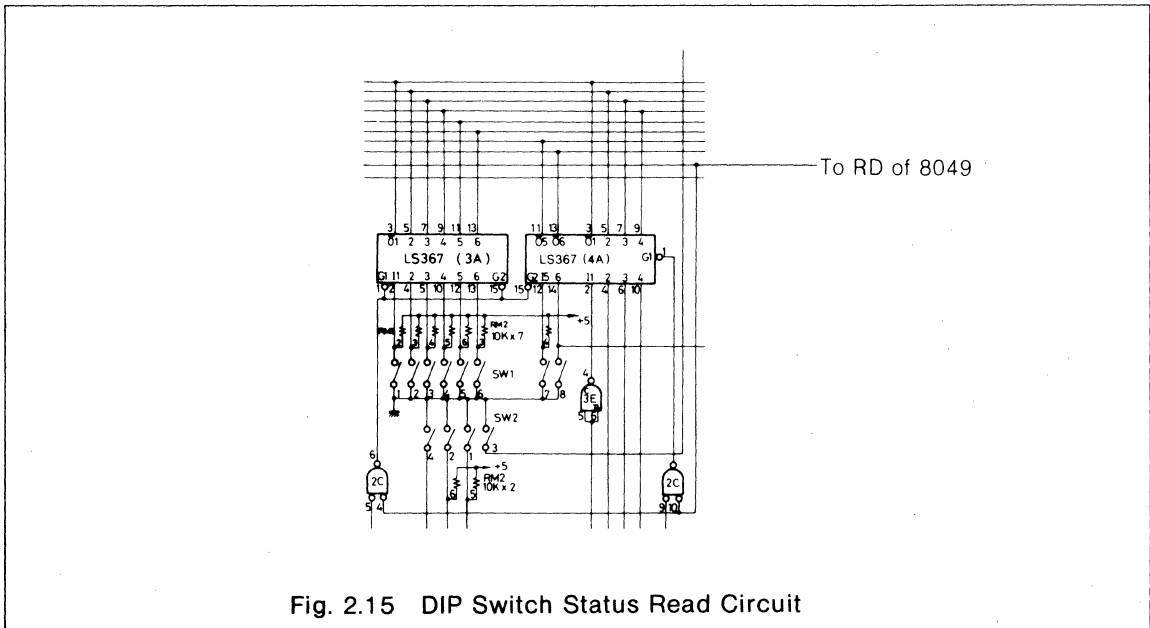 To RD of 8049
3 5 7 9 11 13
11 13 3 5 7 9
O1 2 3 4 5 6
O5 O6 O1 2 3 4
LS367 (3A)
LS367 (4A)
G1 1
G1 I1 2 3 4 5 6 G2
G2 I5 6 I1 2 3 4
1 2 4 5 10 12 13 15
15 12 14 2 4 6 10
+5
RM2
10K x 7
SW1
1 2 3 4 5 6
7 8
4
3E
5 6
SW2
4 2 1 3
+5
RM2
10K x 2
6 5
6
2C
5 4
2C
9 10
Fig. 2.15 DIP Switch Status Read Circuit